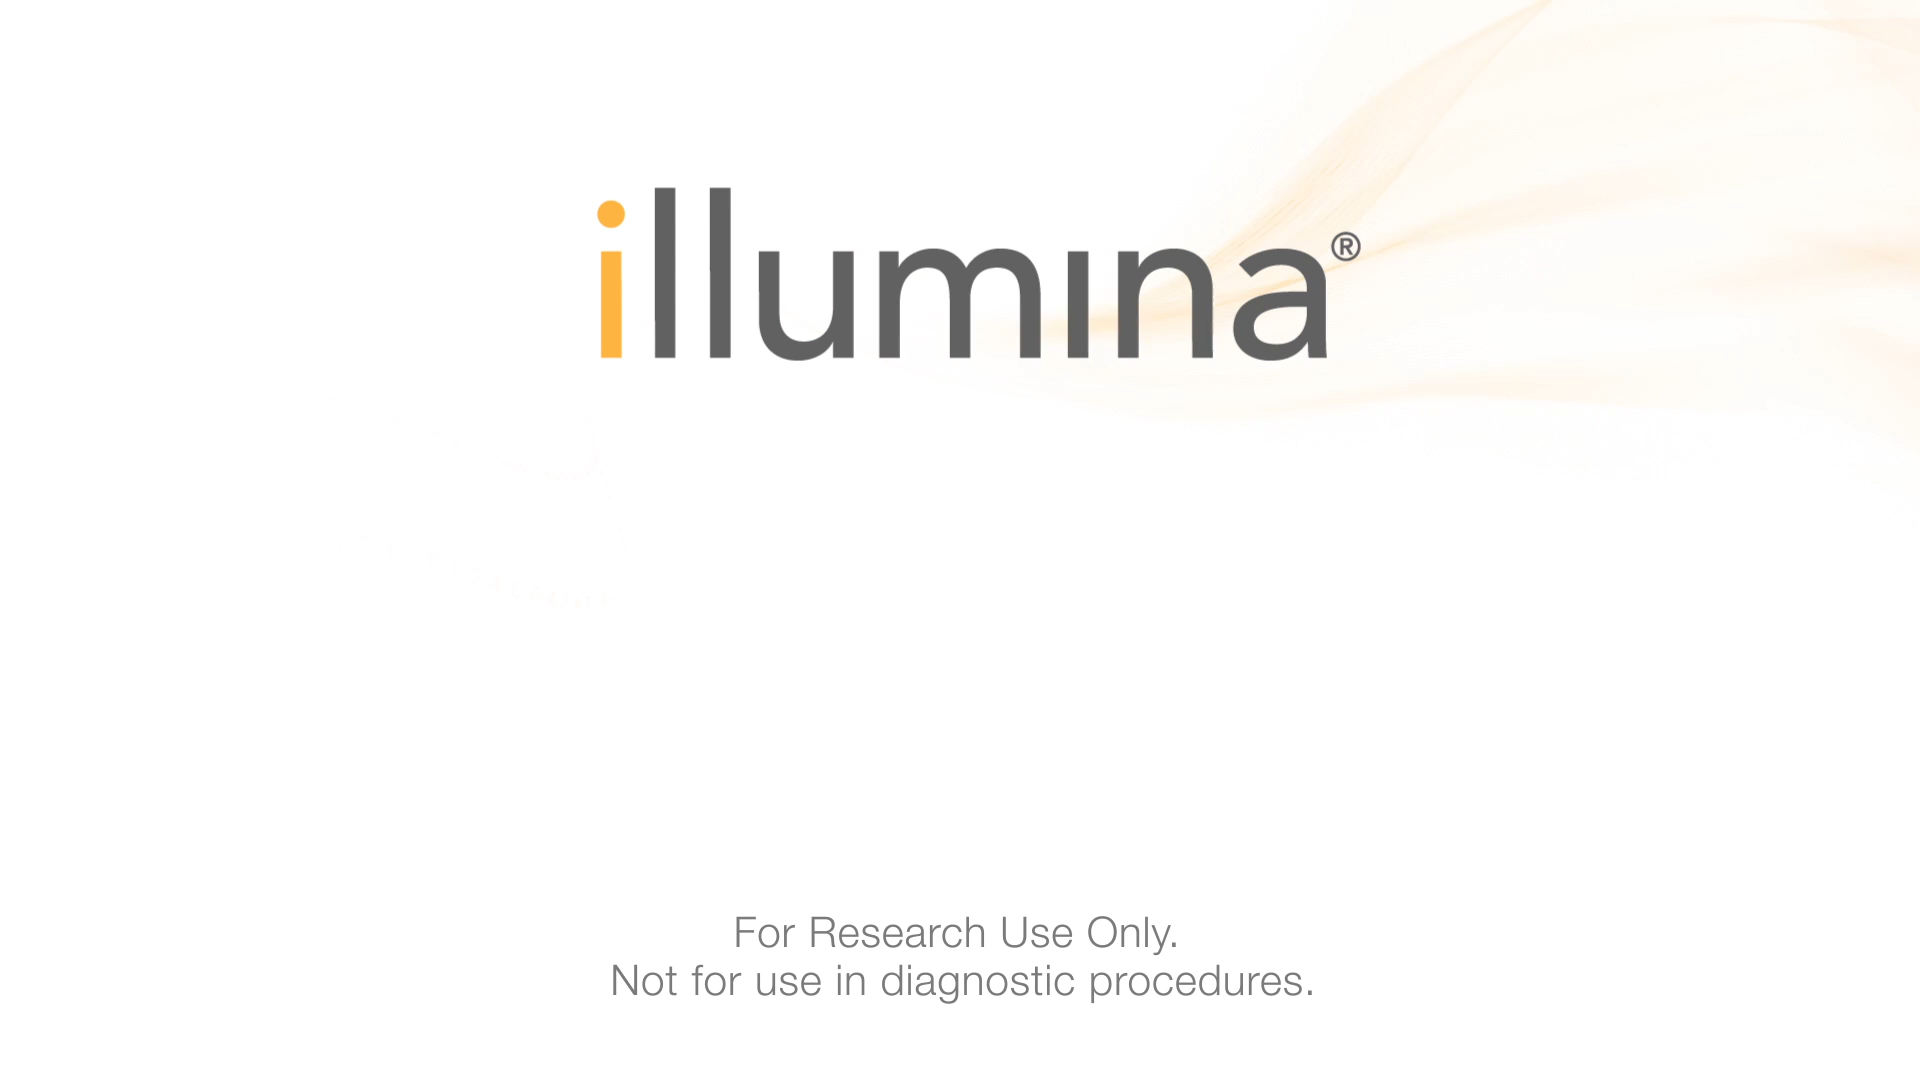 illumina®
For Research Use Only.
Not for use in diagnostic procedures.